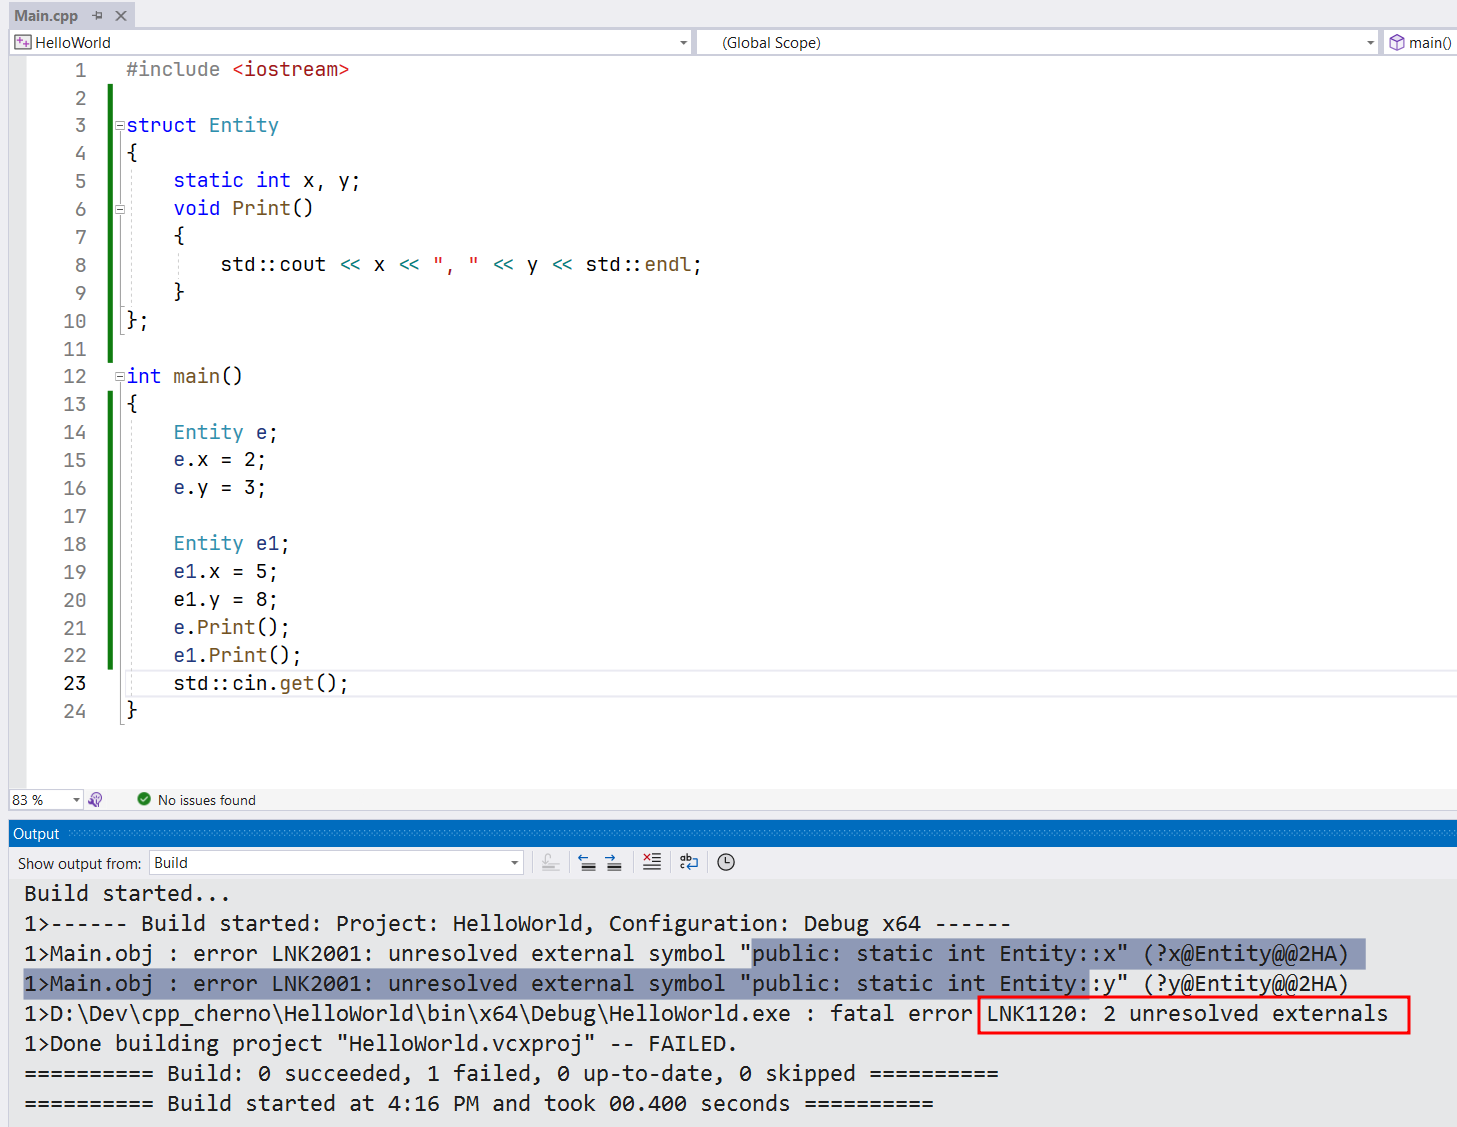 Main.cpp
HelloWorld (Global Scope) main()
1 #include <iostream>
2
3 struct Entity
4 {
5 static int x, y;
6 void Print()
7 {
8 std::cout << x << ", " << y << std::endl;
9 }
10 };
11
12 int main()
13 {
14 Entity e;
15 e.x = 2;
16 e.y = 3;
17
18 Entity e1;
19 e1.x = 5;
20 e1.y = 8;
21 e.Print();
22 e1.Print();
23 std::cin.get();
24 }
83 % No issues found
Output
Show output from: Build
Build started...
1>------ Build started: Project: HelloWorld, Configuration: Debug x64 ------
1>Main.obj : error LNK2001: unresolved external symbol "public: static int Entity::x" (?x@Entity@@2HA)
1>Main.obj : error LNK2001: unresolved external symbol "public: static int Entity::y" (?y@Entity@@2HA)
1>D:\Dev\cpp_cherno\HelloWorld\bin\x64\Debug\HelloWorld.exe : fatal error LNK1120: 2 unresolved externals
1>Done building project "HelloWorld.vcxproj" -- FAILED.
========== Build: 0 succeeded, 1 failed, 0 up-to-date, 0 skipped ==========
========== Build started at 4:16 PM and took 00.400 seconds ==========